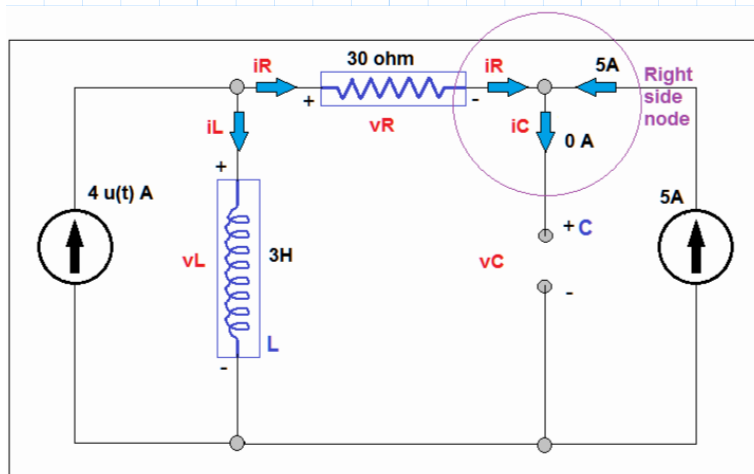 30 ohm
iR
iR
5A
Right
side
node
+
-
vR
iL
iC
0 A
+
4 u(t) A
5A
+ C
vL
3H
vC
-
L
-